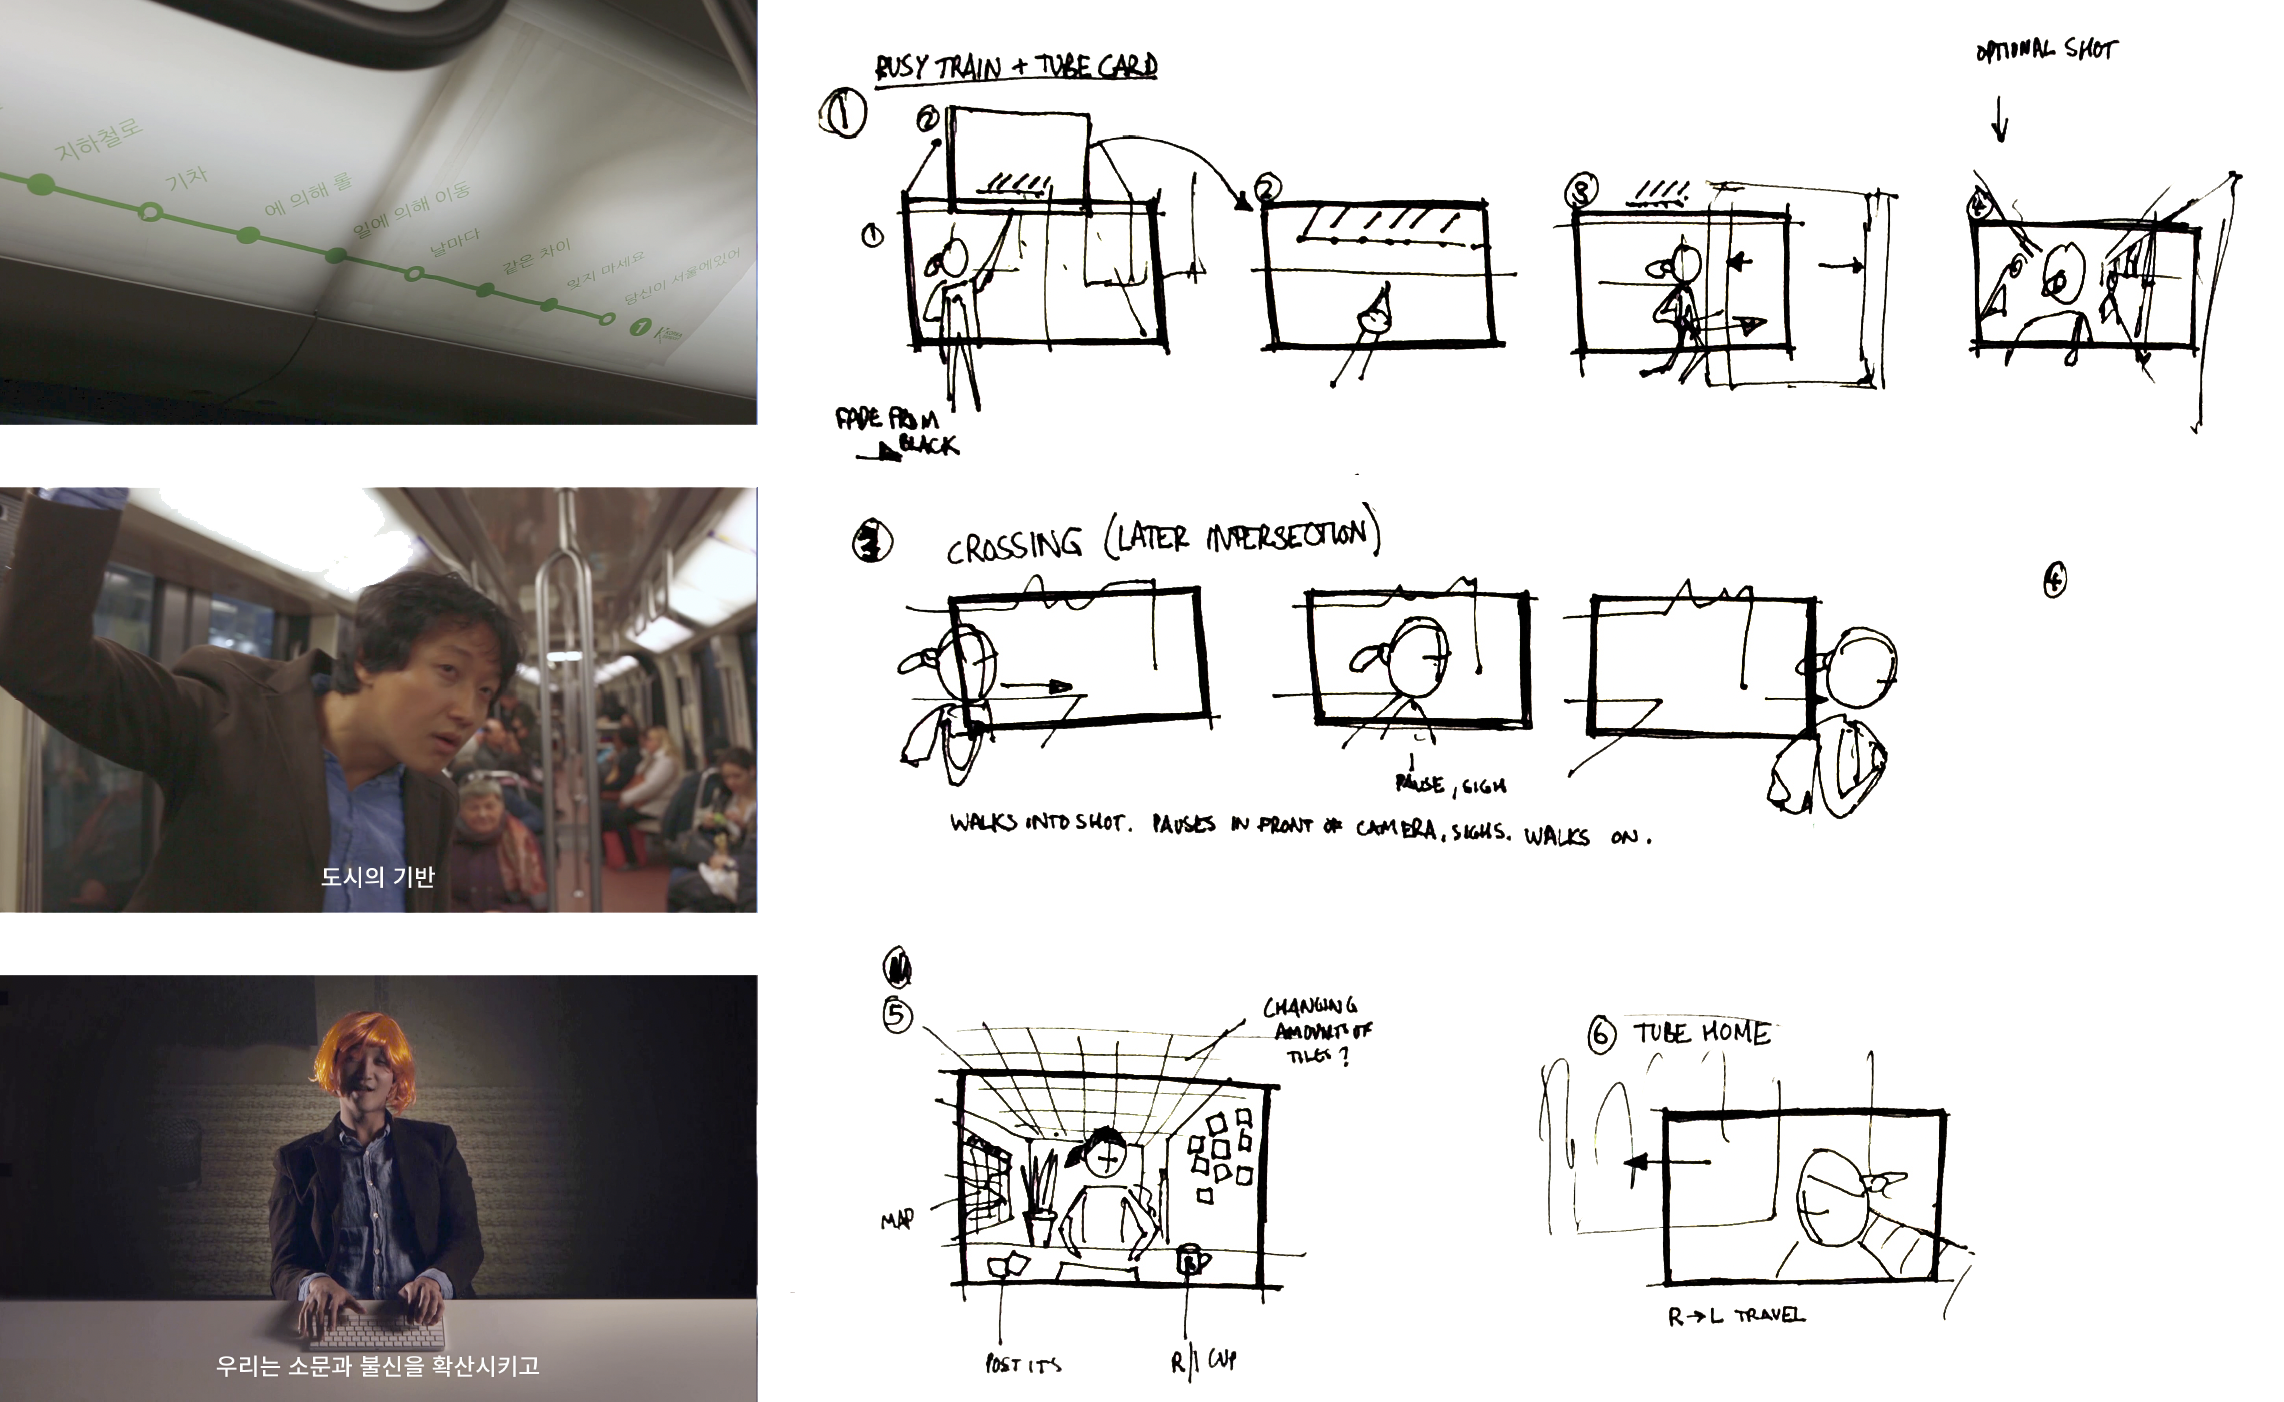 지하철로
기차
에 의해 롤
일에 의해 이동
날마다
같은 차이
잊지 마세요
당신이 서울에있어
1
도시의 기반
우리는 소문과 불신을 확산시키고
BUSY TRAIN + TUBE CARD
OPTIONAL SHOT
1
2
1
2
3
4
FADE FROM
BLACK
3
CROSSING (LATER INTERSECTION)
4
PAUSE, SIGH
WALKS INTO SHOT. PAUSES IN FRONT OF CAMERA, SIGHS. WALKS ON.
5
CHANGING
AMOUNTS OF
TILES?
MAP
POST ITS
R/1 CUP
6 TUBE HOME
R→L TRAVEL